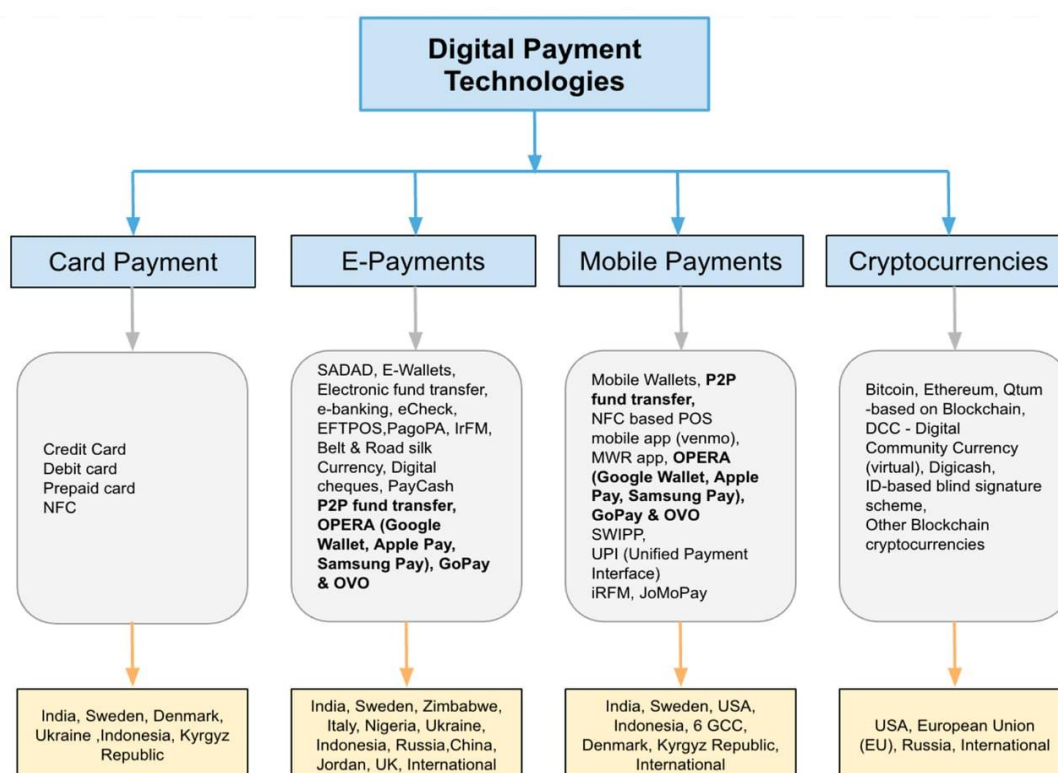 Digital Payment
Technologies
Card Payment
E-Payments
Mobile Payments
Cryptocurrencies
Credit Card
Debit card
Prepaid card
NFC
SADAD, E-Wallets,
Electronic fund transfer,
e-banking, eCheck,
EFTPOS,PagoPA, IrFM,
Belt & Road silk
Currency, Digital
cheques, PayCash
P2P fund transfer,
OPERA (Google
Wallet, Apple Pay,
Samsung Pay), GoPay
& OVO
Mobile Wallets, P2P
fund transfer,
NFC based POS
mobile app (venmo),
MWR app, OPERA
(Google Wallet, Apple
Pay, Samsung Pay),
GoPay & OVO
SWIPP,
UPI (Unified Payment
Interface)
iRFM, JoMoPay
Bitcoin, Ethereum, Qtum
-based on Blockchain,
DCC - Digital
Community Currency
(virtual), Digicash,
ID-based blind signature
scheme,
Other Blockchain
cryptocurrencies
India, Sweden, Denmark,
Ukraine ,Indonesia, Kyrgyz
Republic
India, Sweden, Zimbabwe,
Italy, Nigeria, Ukraine,
Indonesia, Russia,China,
Jordan, UK, International
India, Sweden, USA,
Indonesia, 6 GCC,
Denmark, Kyrgyz Republic,
International
USA, European Union
(EU), Russia, International